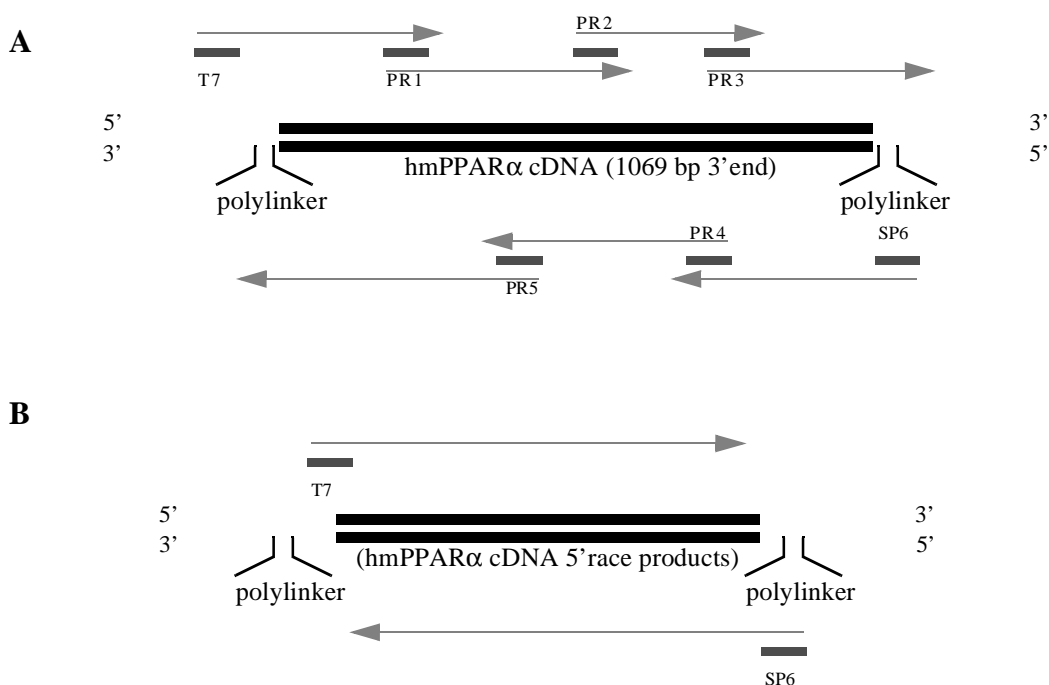 A
PR2
T7
PR1
PR3
5’
3’
3’
5’
hmPPARα cDNA (1069 bp 3’end)
polylinker
polylinker
PR4
SP6
PR5
B
T7
5’
3’
3’
5’
(hmPPARα cDNA 5’race products)
polylinker
polylinker
SP6